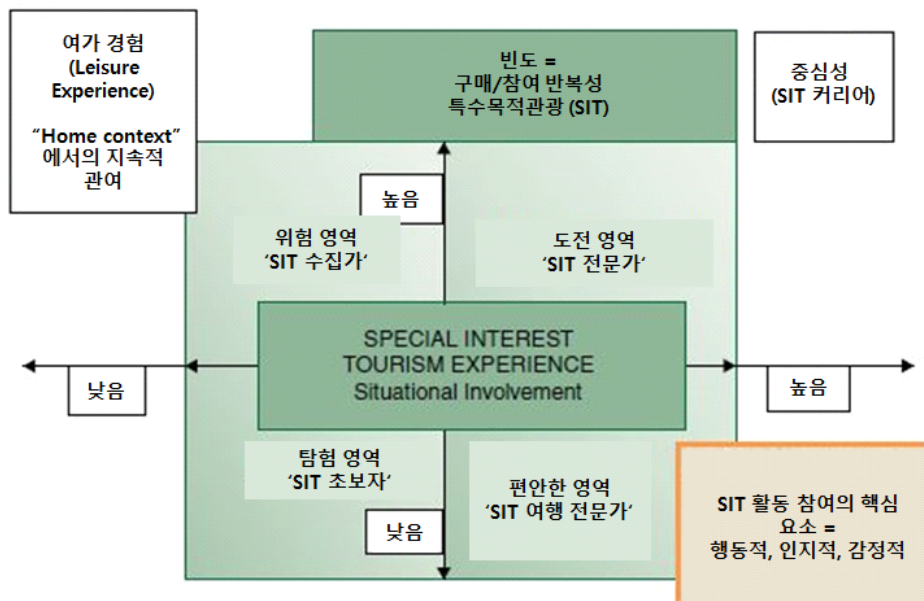 여가 경험
(Leisure
Experience)
“Home context”
에서의 지속적
관여
빈도 =
구매/참여 반복성
특수목적관광 (SIT)
중심성
(SIT 커리어)
높음
위험 영역
‘SIT 수집가‘
도전 영역
‘SIT 전문가‘
SPECIAL INTEREST
TOURISM EXPERIENCE
Situational Involvement
낮음
높음
탐험 영역
‘SIT 초보자‘
편안한 영역
‘SIT 여행 전문가‘
낮음
SIT 활동 참여의 핵심
요소 =
행동적, 인지적, 감정적